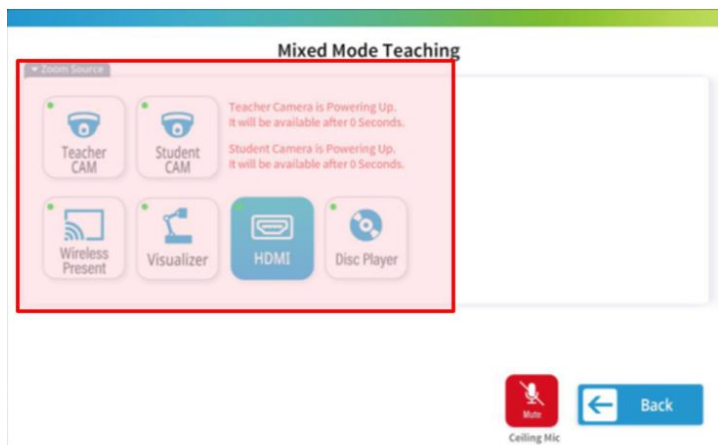 Mixed Mode Teaching
Zoom Source
Teacher
CAM
Student
CAM
Teacher Camera is Powering Up.
It will be available after 0 Seconds.
Student Camera is Powering Up.
It will be available after 0 Seconds.
Wireless
Present
Visualizer
HDMI
Disc Player
Mute
Back
Ceiling Mic